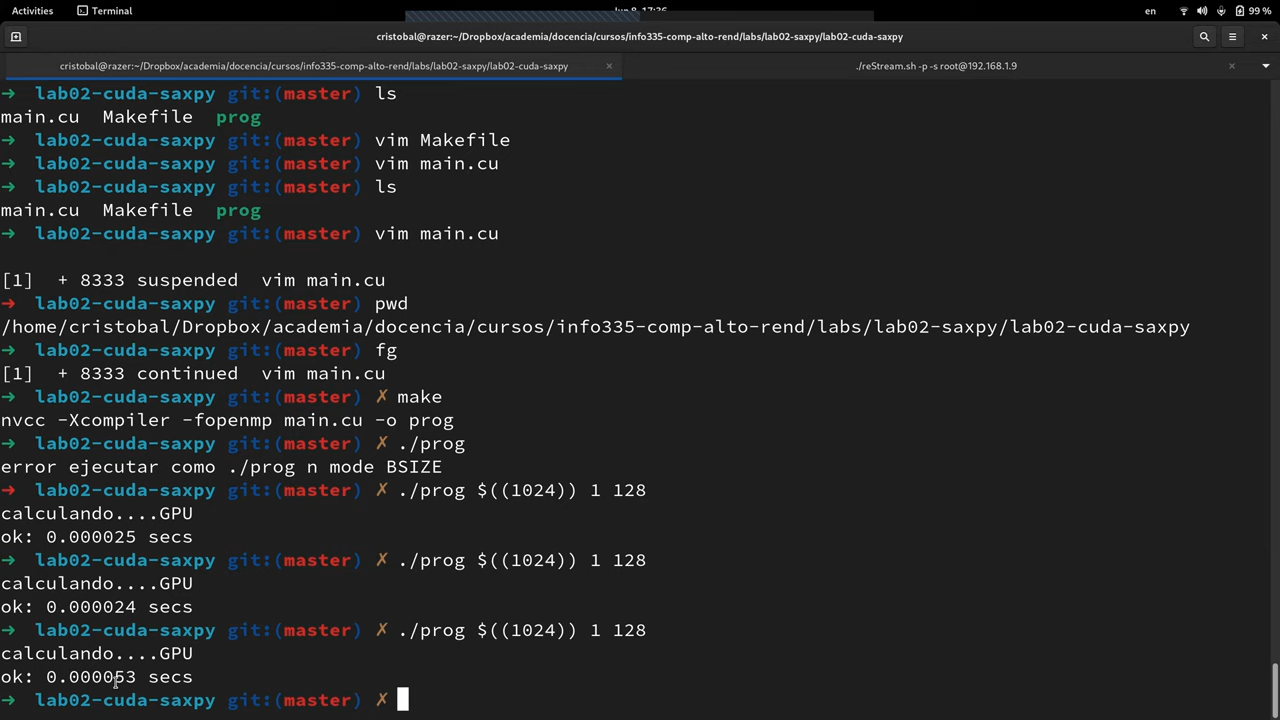 Activities
Terminal
en
99 %
cristobal@razer:~/Dropbox/academia/docencia/cursos/info335-comp-alto-rend/labs/lab02-saxpy/lab02-cuda-saxpy
cristobal@razer:~/Dropbox/academia/docencia/cursos/info335-comp-alto-rend/labs/lab02-saxpy/lab02-cuda-saxpy
./reStream.sh -p -s root@192.168.1.9
→ lab02-cuda-saxpy git:(master) ls
main.cu Makefile prog
→ lab02-cuda-saxpy git:(master) vim Makefile
→ lab02-cuda-saxpy git:(master) vim main.cu
→ lab02-cuda-saxpy git:(master) ls
main.cu Makefile prog
→ lab02-cuda-saxpy git:(master) vim main.cu
[1] + 8333 suspended vim main.cu
→ lab02-cuda-saxpy git:(master) pwd
/home/cristobal/Dropbox/academia/docencia/cursos/info335-comp-alto-rend/labs/lab02-saxpy/lab02-cuda-saxpy
→ lab02-cuda-saxpy git:(master) fg
[1] + 8333 continued vim main.cu
→ lab02-cuda-saxpy git:(master) ✗ make
nvcc -Xcompiler -fopenmp main.cu -o prog
→ lab02-cuda-saxpy git:(master) ✗ ./prog
error ejecutar como ./prog n mode BSIZE
→ lab02-cuda-saxpy git:(master) ✗ ./prog $((1024)) 1 128
calculando....GPU
ok: 0.000025 secs
→ lab02-cuda-saxpy git:(master) ✗ ./prog $((1024)) 1 128
calculando....GPU
ok: 0.000024 secs
→ lab02-cuda-saxpy git:(master) ✗ ./prog $((1024)) 1 128
calculando....GPU
ok: 0.000053 secs
→ lab02-cuda-saxpy git:(master) ✗